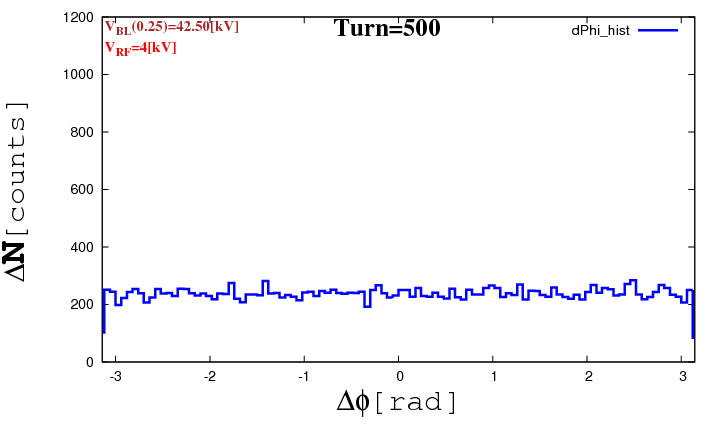 1200
1000
800
600
400
200
0
ΔN[counts]
V_BL(0.25)=42.50[kV]
V_RF=4[kV]
Turn=500
dPhi_hist
-3 -2 -1 0 1 2 3
Δϕ[rad]